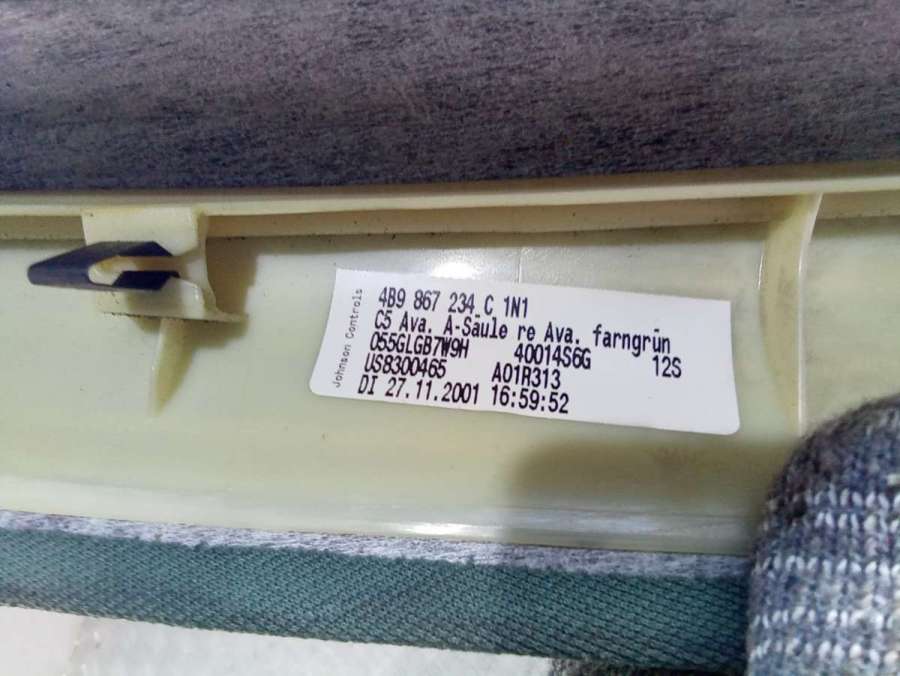 Johnson Controls
4B9 867 234 C 1N1
C5 Ava. A-Säule re Ava. farngrün
055GLGB7W9H 40014S6G 12S
US8300465 A01R313
DI 27.11.2001 16:59:52